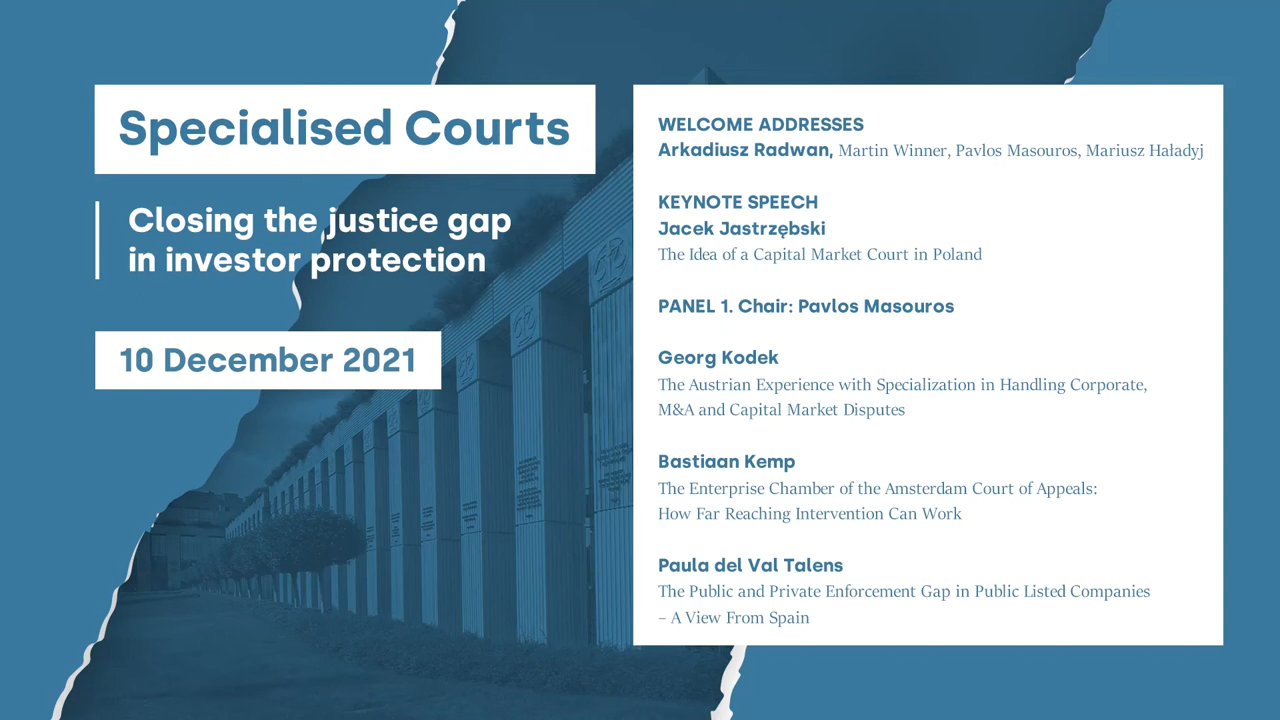 Specialised Courts
Closing the justice gap
in investor protection
10 December 2021
WELCOME ADDRESSES
Arkadiusz Radwan, Martin Winner, Pavlos Masouros, Mariusz Haładyj
KEYNOTE SPEECH
Jacek Jastrzębski
The Idea of a Capital Market Court in Poland
PANEL 1. Chair: Pavlos Masouros
Georg Kodek
The Austrian Experience with Specialization in Handling Corporate,
M&A and Capital Market Disputes
Bastiaan Kemp
The Enterprise Chamber of the Amsterdam Court of Appeals:
How Far Reaching Intervention Can Work
Paula del Val Talens
The Public and Private Enforcement Gap in Public Listed Companies
– A View From Spain